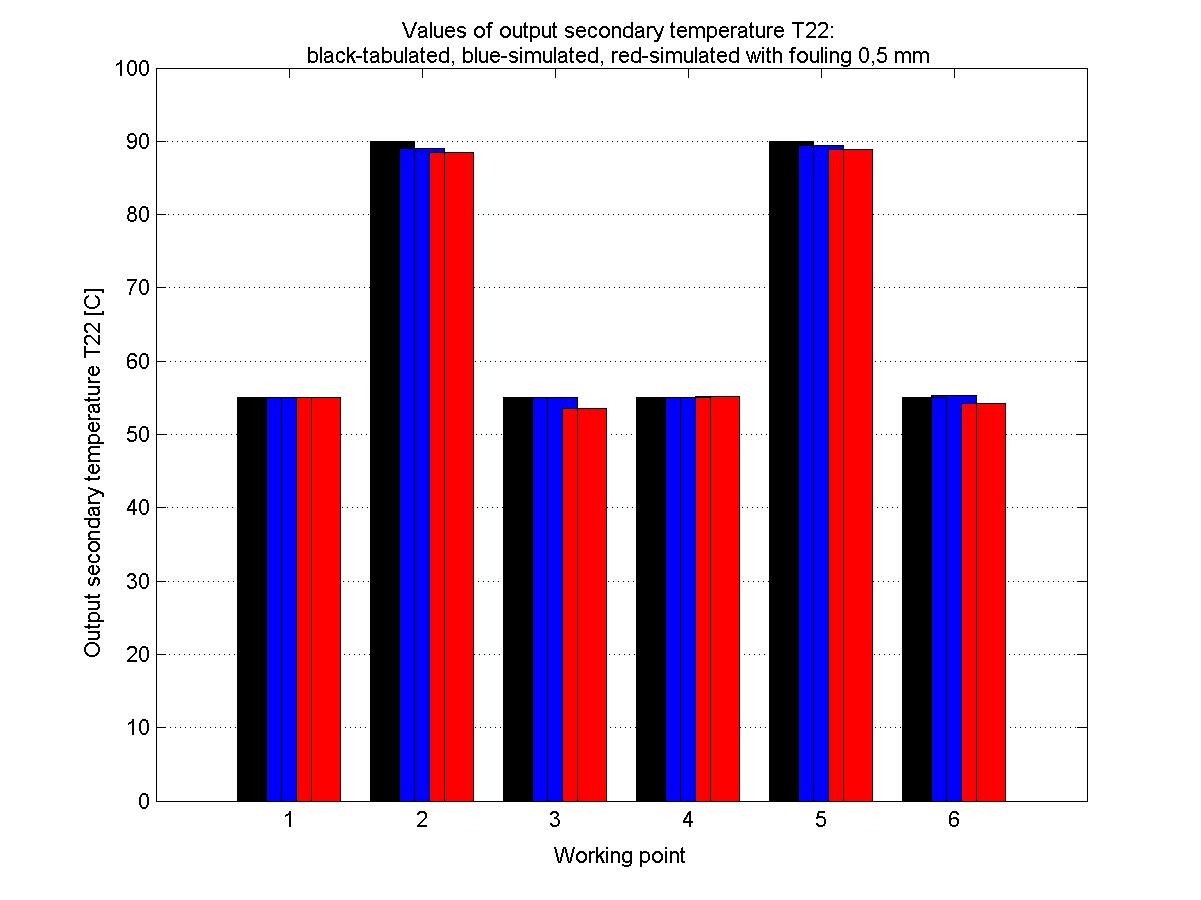 Values of output secondary temperature T22:
black-tabulated, blue-simulated, red-simulated with fouling 0,5 mm
100
90
80
70
60
50
40
30
20
10
0
Output secondary temperature T22 [C]
1 2 3 4 5 6
Working point